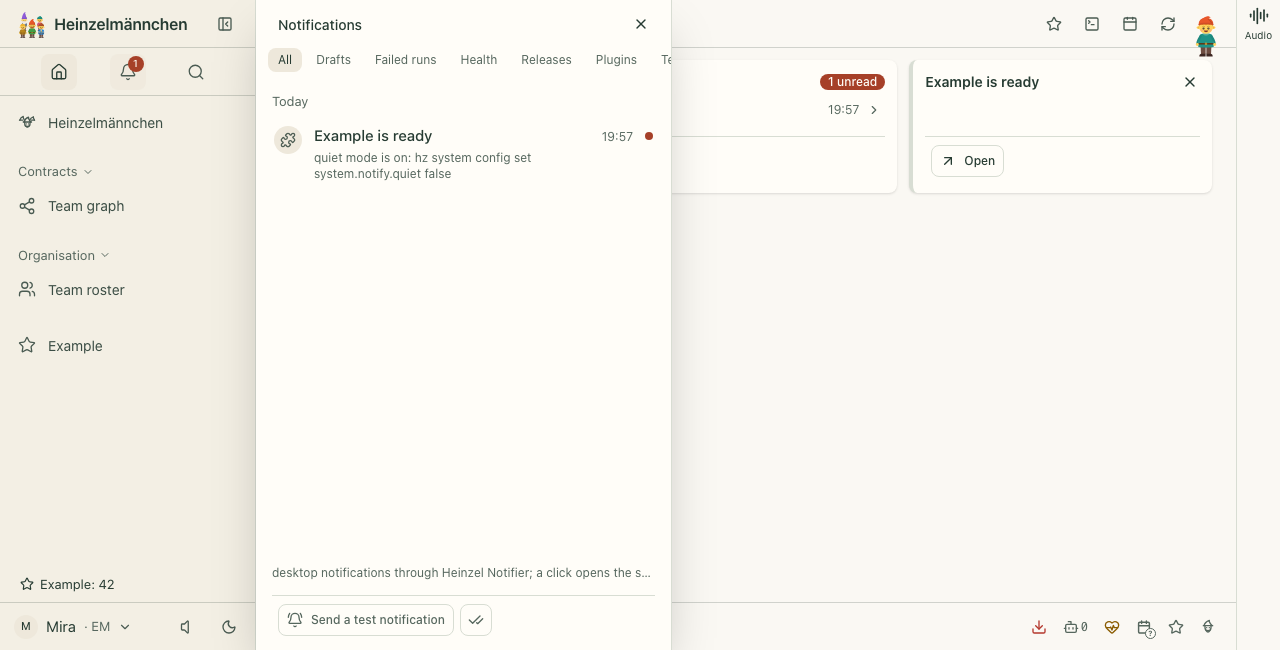 Heinzelmännchen
1
Heinzelmännchen
Contracts
Team graph
Organisation
Team roster
Example
Example: 42
M Mira · EM
Notifications
All Drafts Failed runs Health Releases Plugins
Today
Example is ready 19:57
quiet mode is on: hz system config set
system.notify.quiet false
desktop notifications through Heinzel Notifier; a click opens the s...
Send a test notification
1 unread
19:57
Example is ready
Open
Audio
0
?